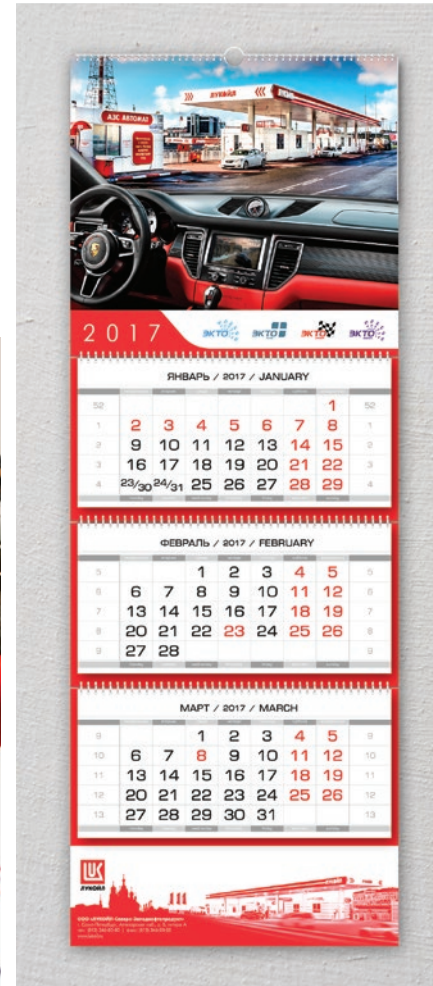 АЗС АВТОМАТ
ЛУКОЙЛ
2017 ЭКТО ЭКТО ЭКТО ЭКТО
ЯНВАРЬ / 2017 / JANUARY
52 1 52
1 2 3 4 5 6 7 8 1
2 9 10 11 12 13 14 15 2
3 16 17 18 19 20 21 22 3
4 23/30 24/31 25 26 27 28 29 4
ФЕВРАЛЬ / 2017 / FEBRUARY
5 1 2 3 4 5 5
6 6 7 8 9 10 11 12 6
7 13 14 15 16 17 18 19 7
8 20 21 22 23 24 25 26 8
9 27 28 9
МАРТ / 2017 / MARCH
9 1 2 3 4 5 9
10 6 7 8 9 10 11 12 10
11 13 14 15 16 17 18 19 11
12 20 21 22 23 24 25 26 12
13 27 28 29 30 31 13
ЛУКОЙЛ
ООО «ЛУКОЙЛ-Северо-Западнефтепродукт»